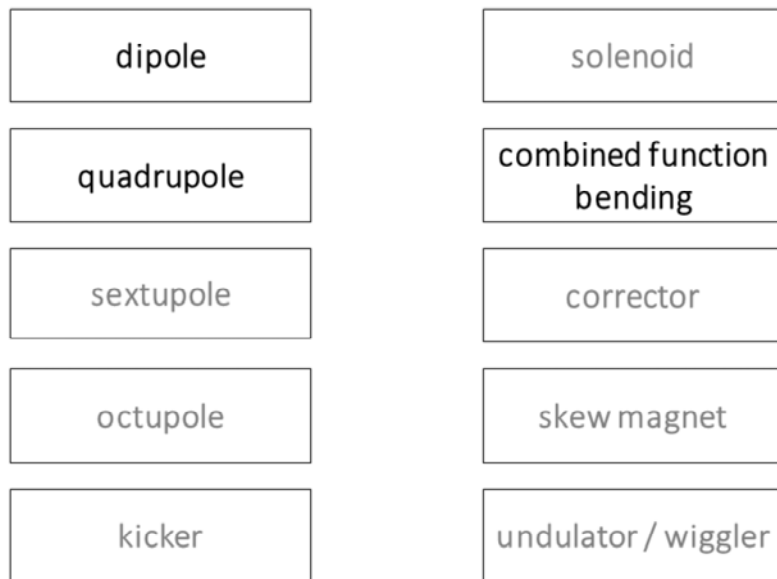 dipole
solenoid
quadrupole
combined function
bending
sextupole
corrector
octupole
skew magnet
kicker
undulator / wiggler